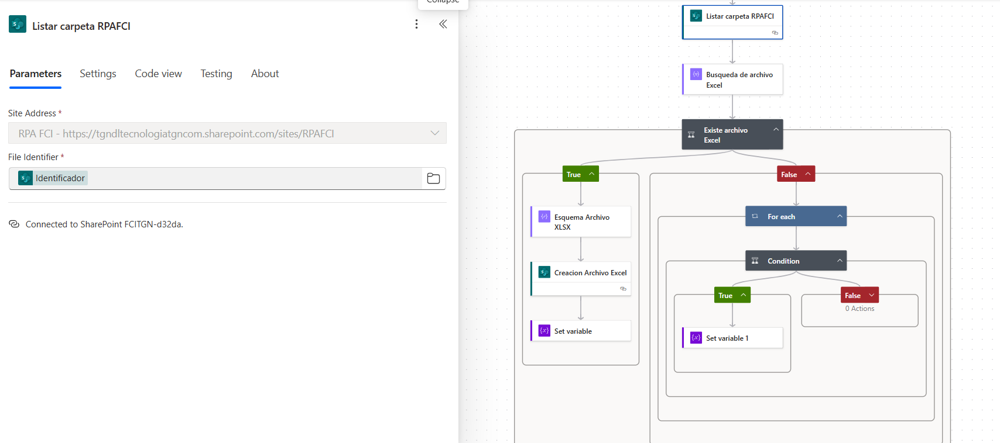 Collapse
Listar carpeta RPAFCI
Parameters
Settings
Code view
Testing
About
Site Address *
RPA FCI - https://tgndltecnologiatgncom.sharepoint.com/sites/RPAFCI
File Identifier *
Identificador
Connected to SharePoint FCITGN-d32da.
Listar carpeta RPAFCI
Busqueda de archivo
Excel
Existe archivo
Excel
True
False
Esquema Archivo
XLSX
Creacion Archivo Excel
Set variable
For each
Condition
True
False
0 Actions
Set variable 1